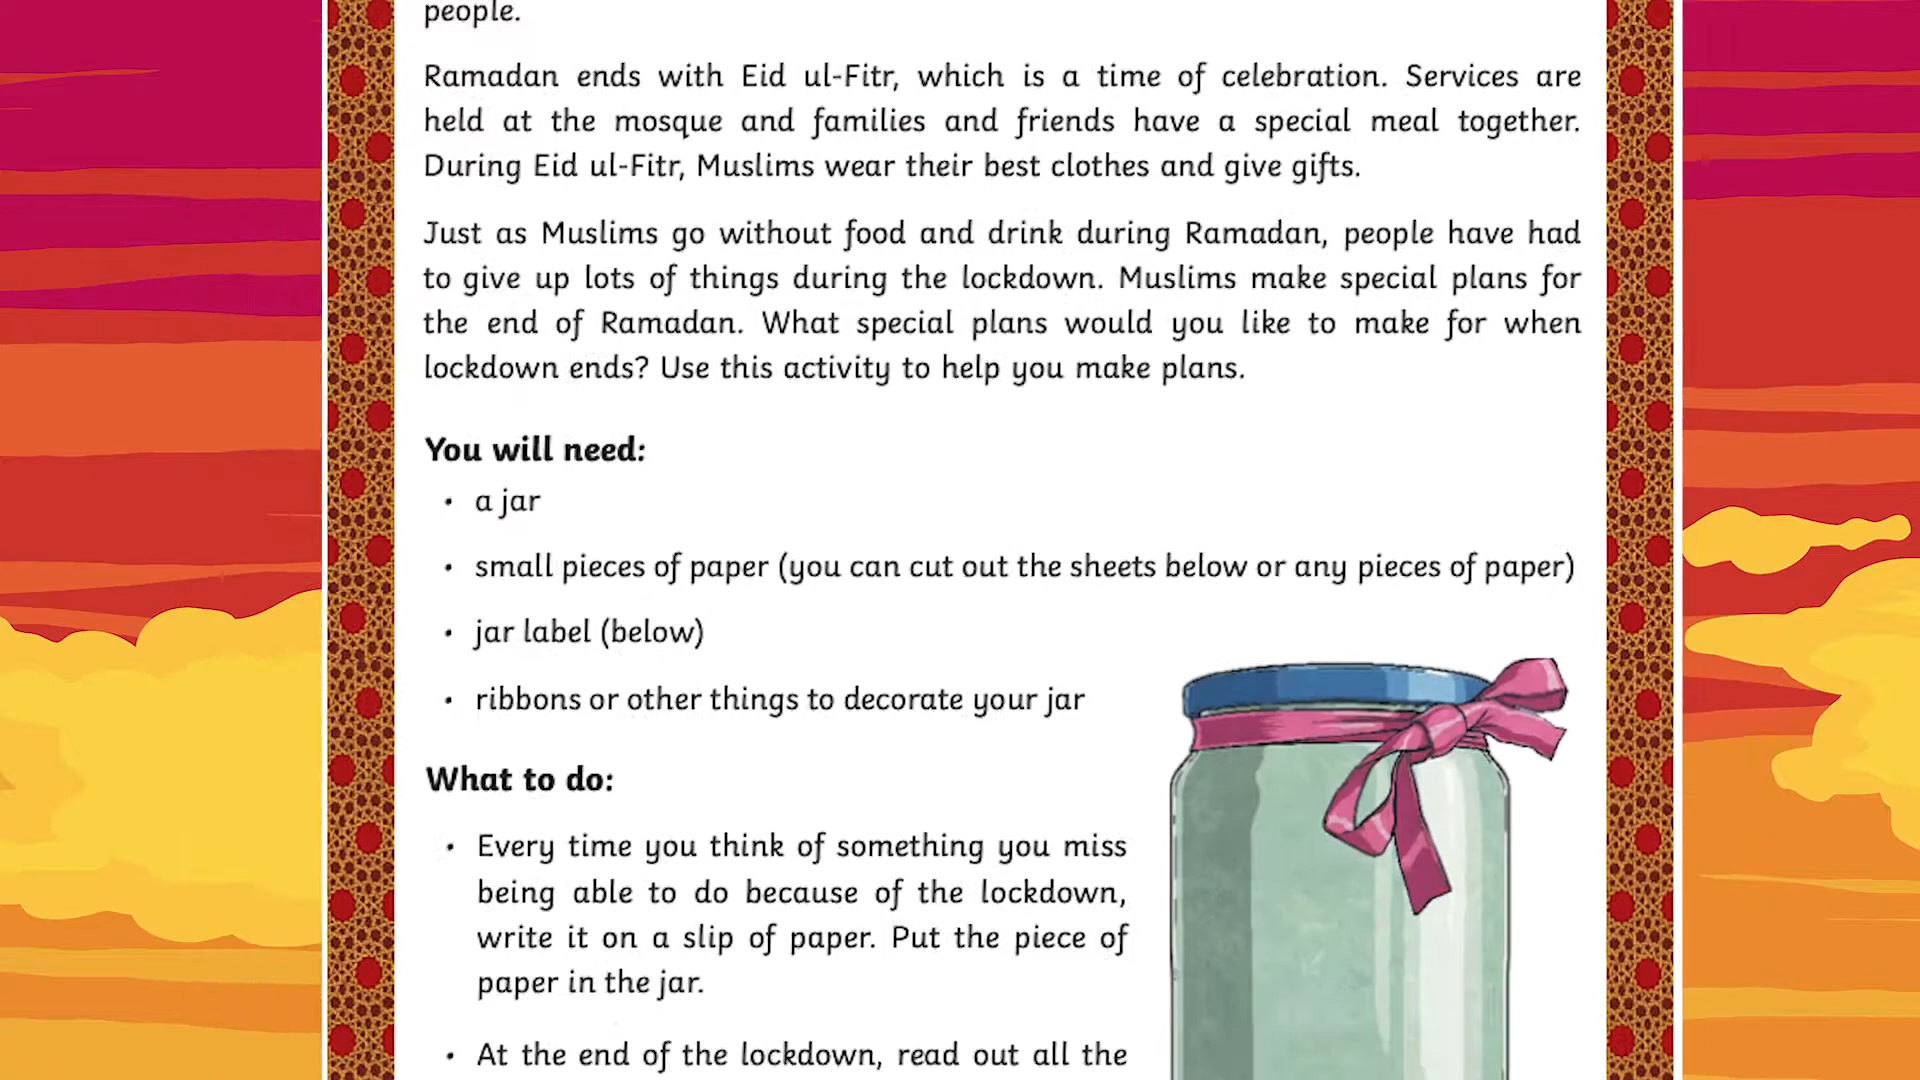 people.
Ramadan ends with Eid ul-Fitr, which is a time of celebration. Services are
held at the mosque and families and friends have a special meal together.
During Eid ul-Fitr, Muslims wear their best clothes and give gifts.
Just as Muslims go without food and drink during Ramadan, people have had
to give up lots of things during the lockdown. Muslims make special plans for
the end of Ramadan. What special plans would you like to make for when
lockdown ends? Use this activity to help you make plans.
You will need:
• a jar
• small pieces of paper (you can cut out the sheets below or any pieces of paper)
• jar label (below)
• ribbons or other things to decorate your jar
What to do:
• Every time you think of something you miss
being able to do because of the lockdown,
write it on a slip of paper. Put the piece of
paper in the jar.
• At the end of the lockdown, read out all the